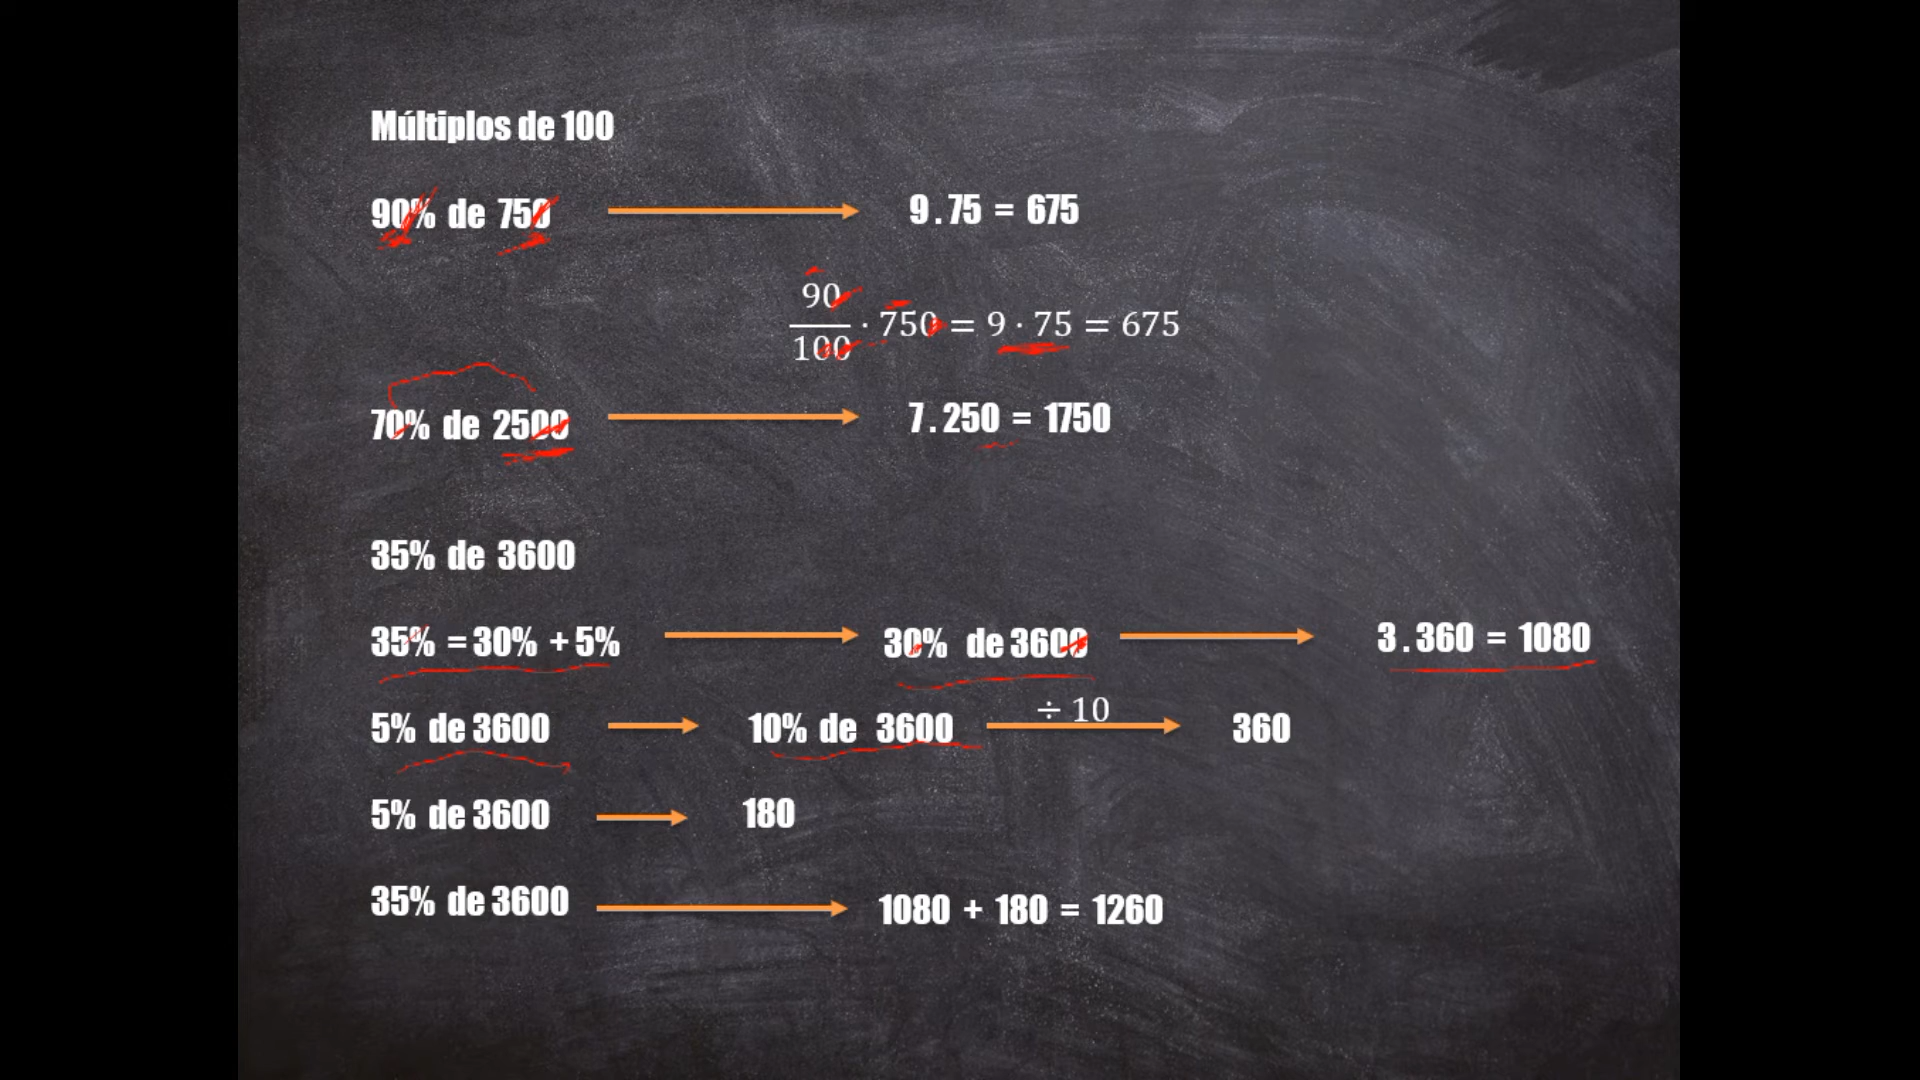 Múltiplos de 100
90% de 750 9 . 75 = 675
90/100 · 750 = 9 · 75 = 675
70% de 2500 7 . 250 = 1750
35% de 3600
35% = 30% + 5% 30% de 3600 3 . 360 = 1080
5% de 3600 10% de 3600 ÷ 10 360
5% de 3600 180
35% de 3600 1080 + 180 = 1260